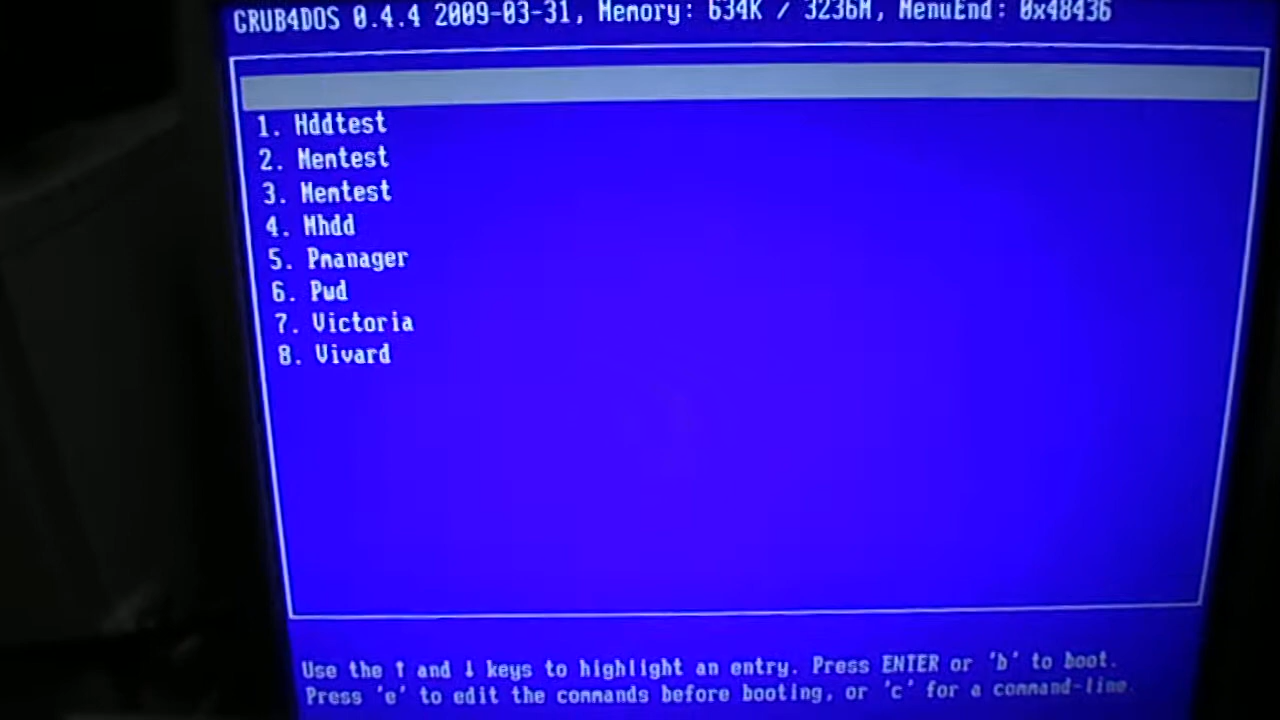 GRUB4DOS 0.4.4 2009-03-31, Memory: 634K / 3236M, MenuEnd: 0x48436
1. Hddtest
2. Memtest
3. Memtest
4. Mhdd
5. Pmanager
6. Pwd
7. Victoria
8. Vivard
Use the ↑ and ↓ keys to highlight an entry. Press ENTER or 'b' to boot.
Press 'e' to edit the commands before booting, or 'c' for a command-line.